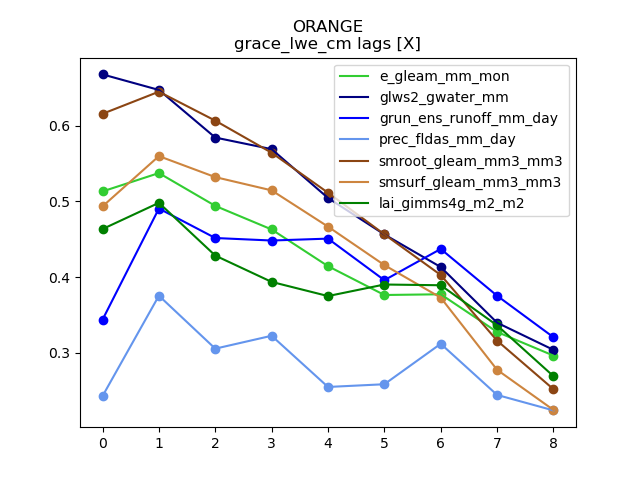 ORANGE
grace_lwe_cm lags [X]
e_gleam_mm_mon
glws2_gwater_mm
grun_ens_runoff_mm_day
prec_fldas_mm_day
smroot_gleam_mm3_mm3
smsurf_gleam_mm3_mm3
lai_gimms4g_m2_m2
0.6
0.5
0.4
0.3
0 1 2 3 4 5 6 7 8